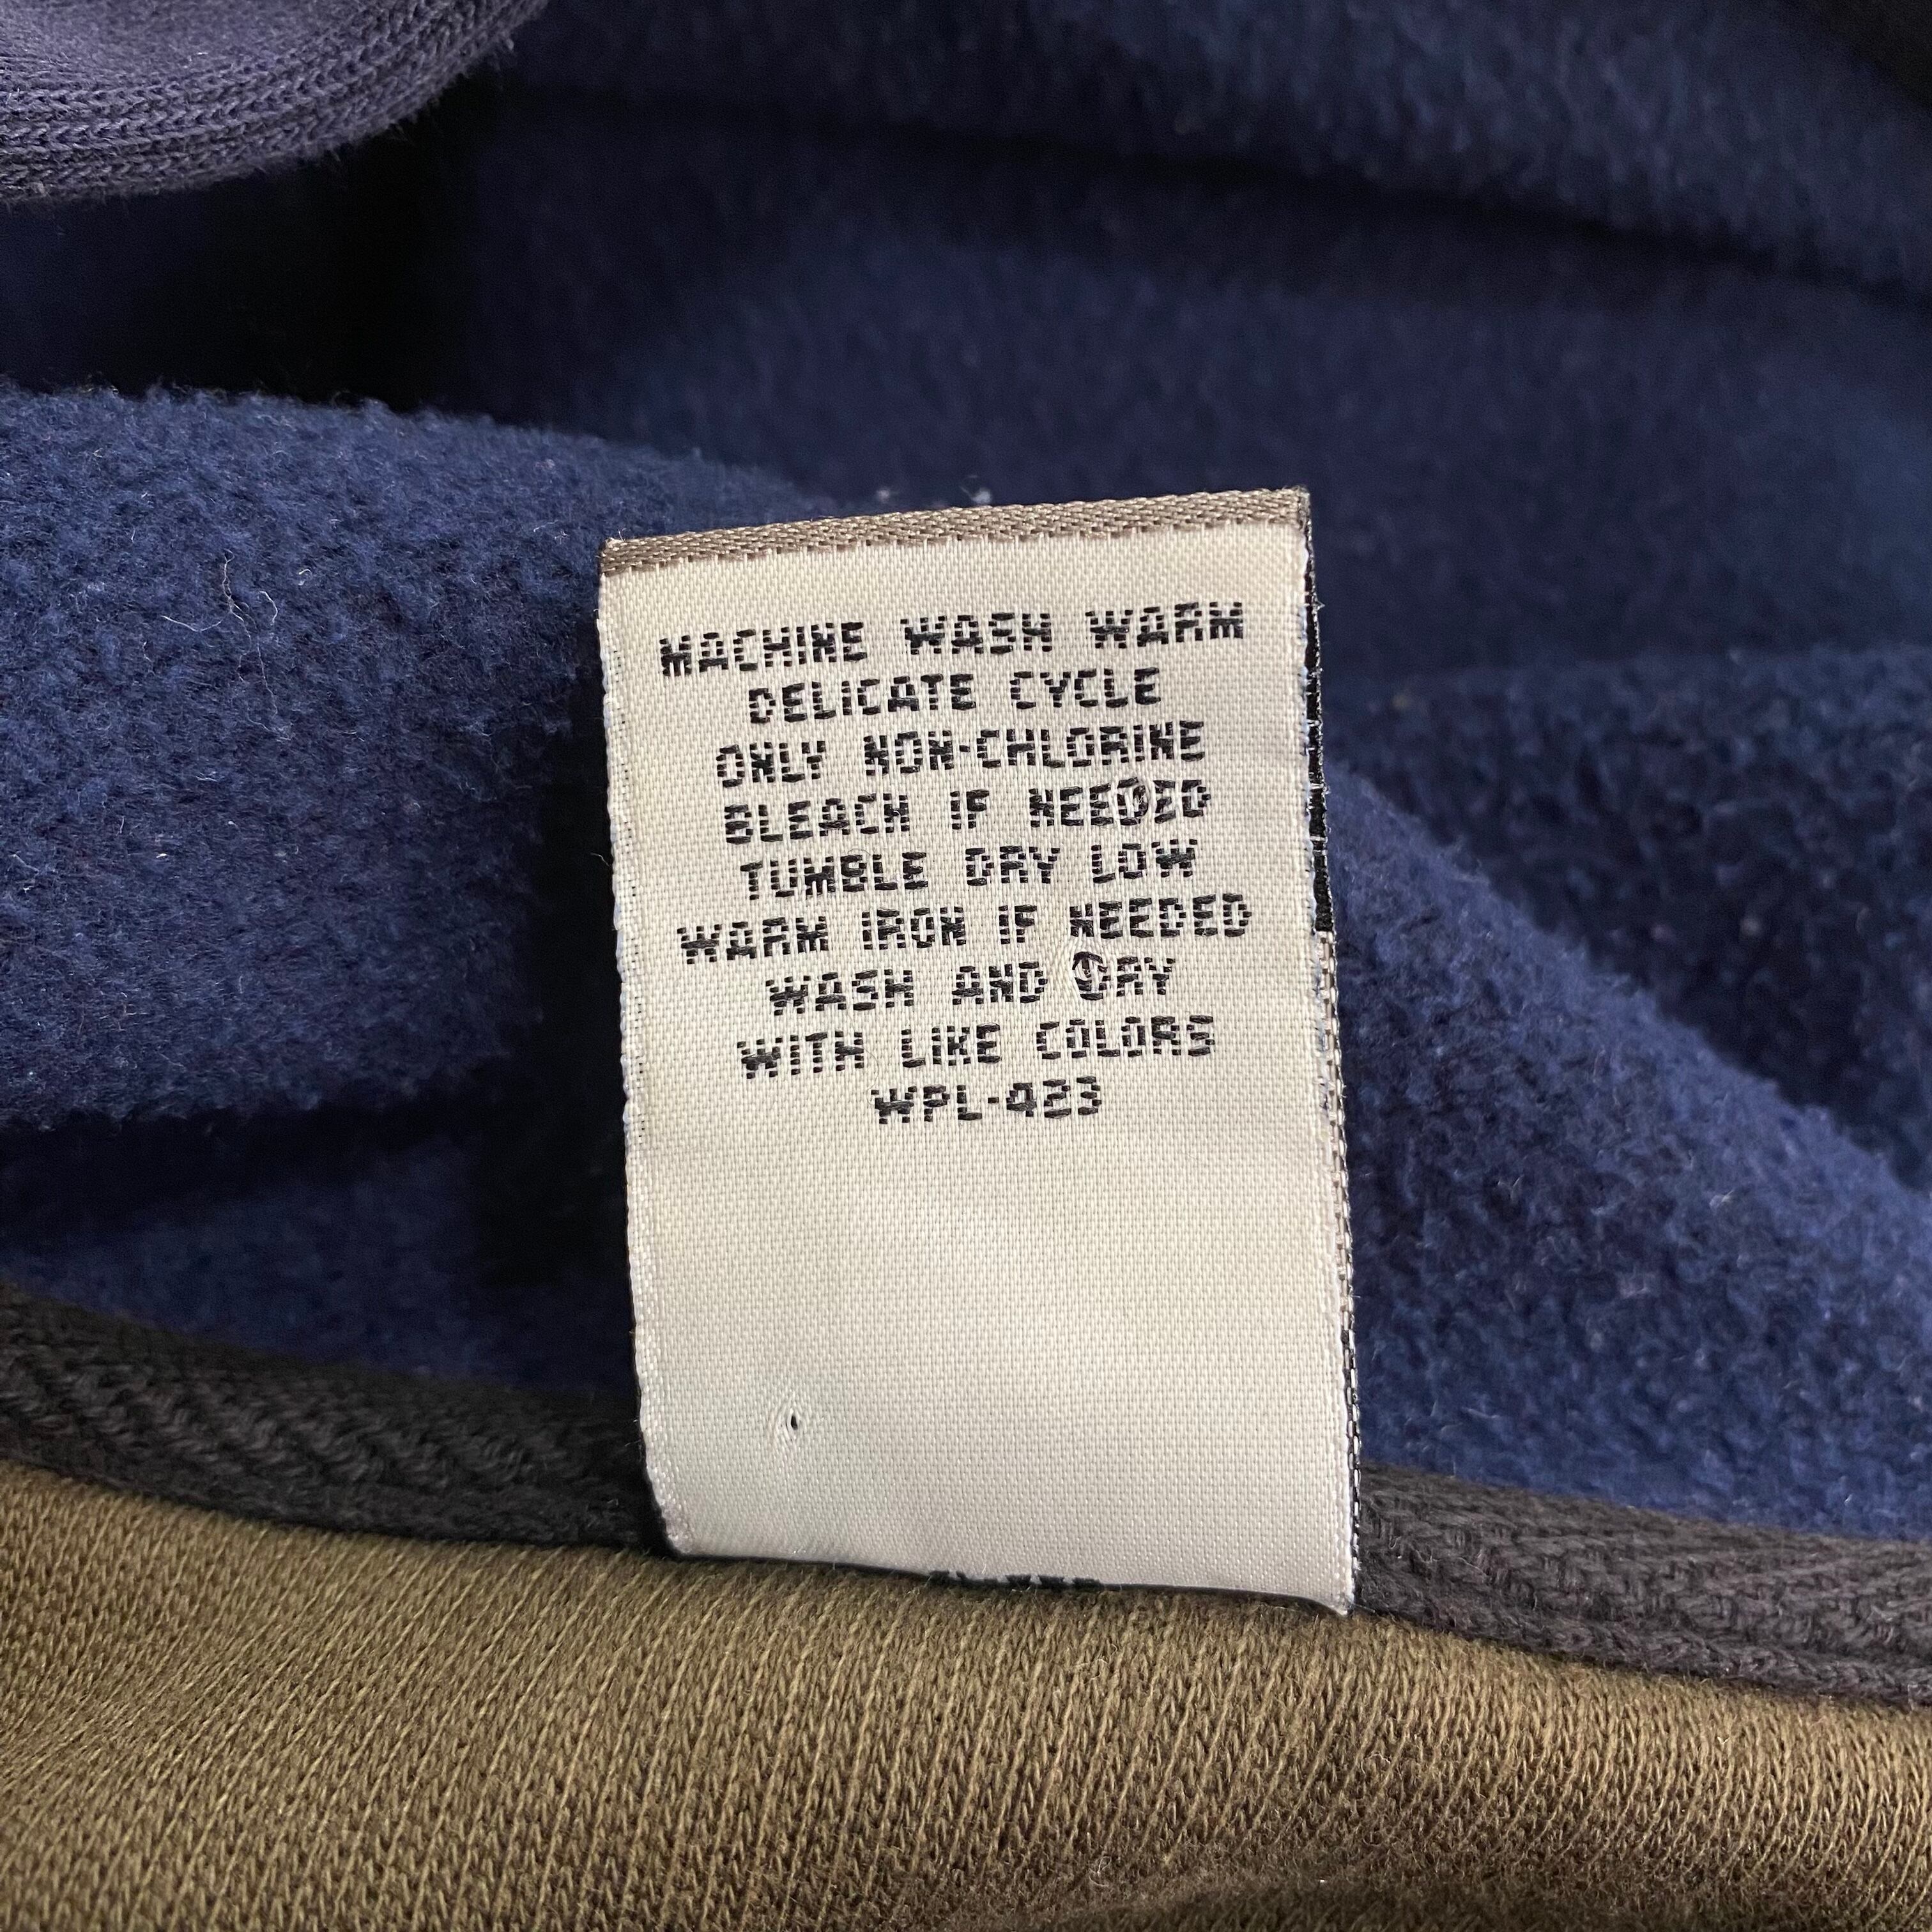 MACHINE WASH WARM
DELICATE CYCLE
ONLY NON-CHLORINE
BLEACH IF NEEDED
TUMBLE DRY LOW
WARM IRON IF NEEDED
WASH AND DRY
WITH LIKE COLORS
WPL-423